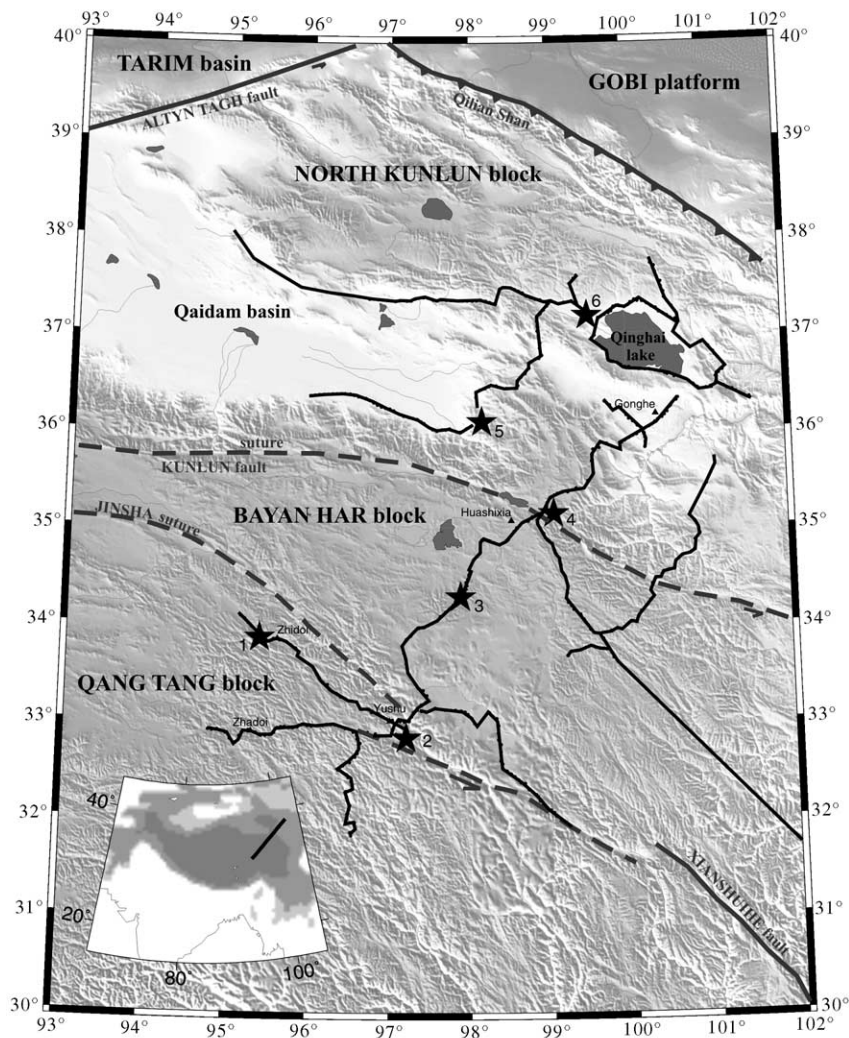 93° 94° 95° 96° 97° 98° 99° 100° 101° 102°
40° 40°
TARIM basin
GOBI platform
ALTYN TAGH fault
Qilian Shan
39° 39°
NORTH KUNLUN block
38° 38°
6
Qaidam basin
37° 37°
Qinghai
lake
Gonghe
36° 36°
5
suture
KUNLUN fault
JINSHA suture
BAYAN HAR block
Huashixia
4
35° 35°
3
34° 34°
1
Zhidoi
QANG TANG block
33° 33°
Yushu
Zhadoi
2
40°
32° 32°
XIANSHUIHE fault
20°
31° 31°
80° 100°
30° 30°
93° 94° 95° 96° 97° 98° 99° 100° 101° 102°